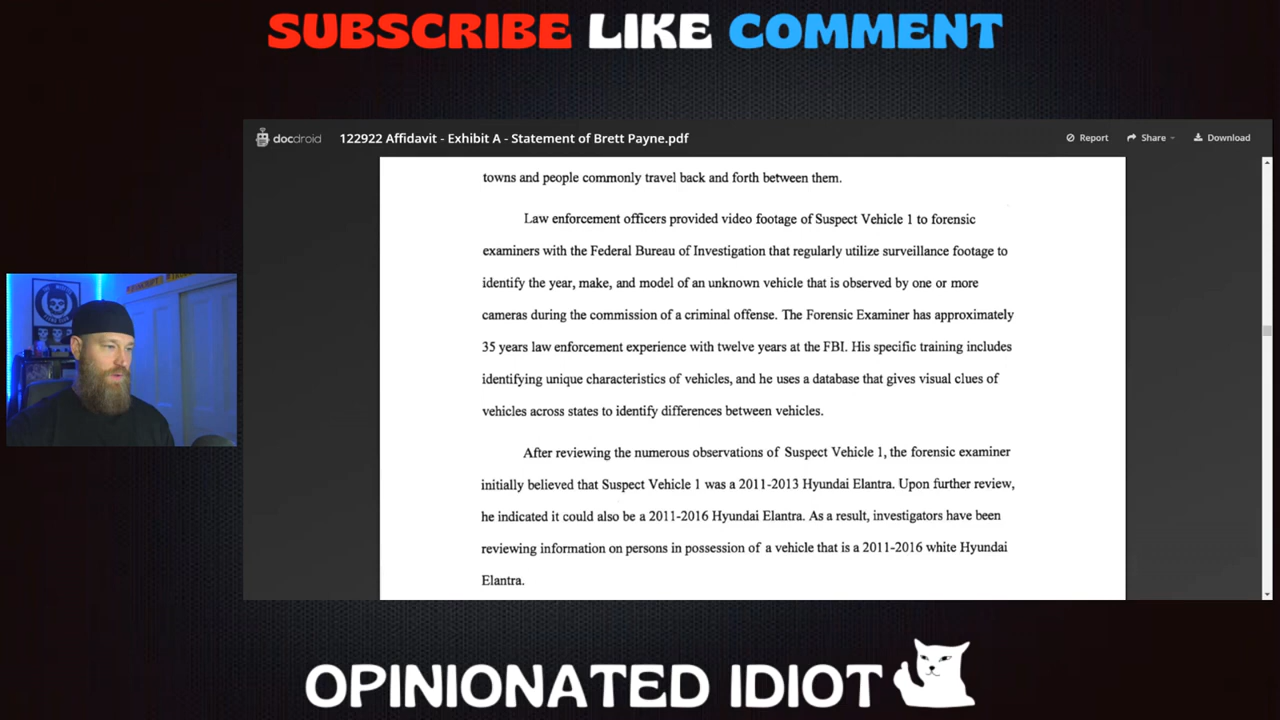 SUBSCRIBE LIKE COMMENT
docdroid
122922 Affidavit - Exhibit A - Statement of Brett Payne.pdf
Report
Share
Download
towns and people commonly travel back and forth between them.
Law enforcement officers provided video footage of Suspect Vehicle 1 to forensic
examiners with the Federal Bureau of Investigation that regularly utilize surveillance footage to
identify the year, make, and model of an unknown vehicle that is observed by one or more
cameras during the commission of a criminal offense. The Forensic Examiner has approximately
35 years law enforcement experience with twelve years at the FBI. His specific training includes
identifying unique characteristics of vehicles, and he uses a database that gives visual clues of
vehicles across states to identify differences between vehicles.
After reviewing the numerous observations of Suspect Vehicle 1, the forensic examiner
initially believed that Suspect Vehicle 1 was a 2011-2013 Hyundai Elantra. Upon further review,
he indicated it could also be a 2011-2016 Hyundai Elantra. As a result, investigators have been
reviewing information on persons in possession of a vehicle that is a 2011-2016 white Hyundai
Elantra.
OPINIONATED IDIOT